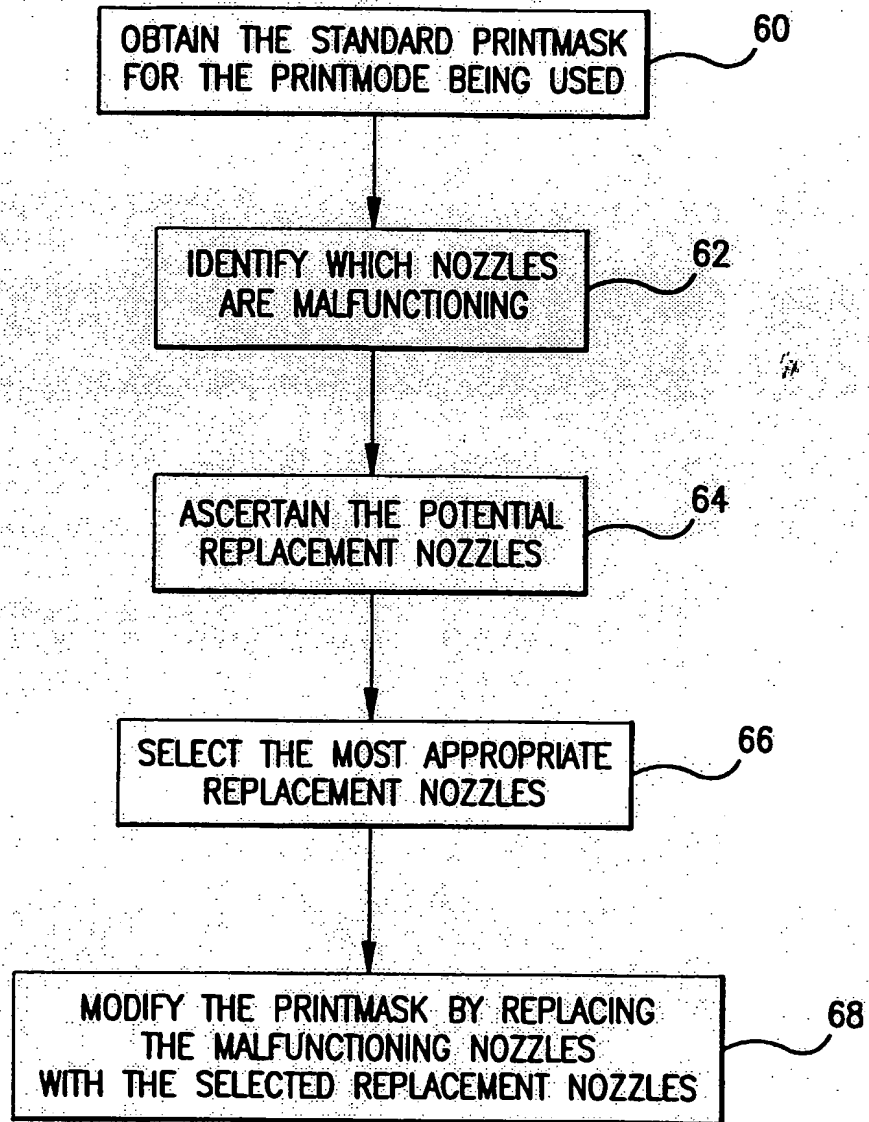 OBTAIN THE STANDARD PRINTMASK
FOR THE PRINTMODE BEING USED
60
IDENTIFY WHICH NOZZLES
ARE MALFUNCTIONING
62
ASCERTAIN THE POTENTIAL
REPLACEMENT NOZZLES
64
SELECT THE MOST APPROPRIATE
REPLACEMENT NOZZLES
66
MODIFY THE PRINTMASK BY REPLACING
THE MALFUNCTIONING NOZZLES
WITH THE SELECTED REPLACEMENT NOZZLES
68